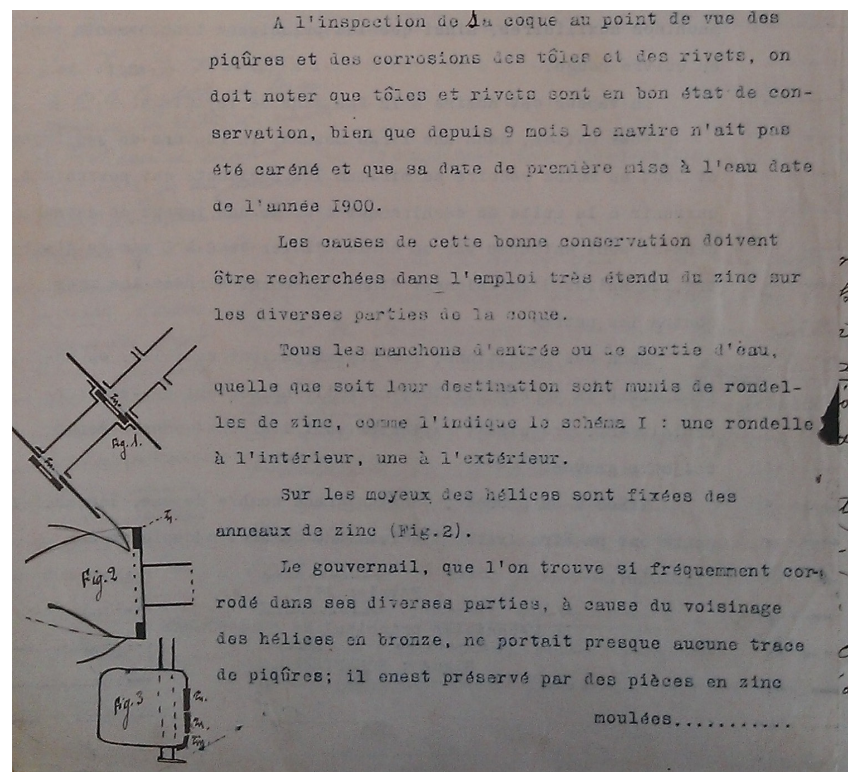 A l'inspection de la coque au point de vue des
piqûres et des corrosions des tôles et des rivets, on
doit noter que tôles et rivets sont en bon état de con-
servation, bien que depuis 9 mois le navire n'ait pas
été caréné et que sa date de première mise à l'eau date
de l'année I900.
Les causes de cette bonne conservation doivent
être recherchées dans l'emploi très étendu du zinc sur
les diverses parties de la coque.
Tous les manchons d'entrée ou de sortie d'eau,
quelle que soit leur destination sont munis de rondel-
les de zinc, comme l'indique le schéma I : une rondelle
à l'intérieur, une à l'extérieur.
Sur les moyeux des hélices sont fixées des
anneaux de zinc (Fig.2).
Le gouvernail, que l'on trouve si fréquemment cor-
rodé dans ses diverses parties, à cause du voisinage
des hélices en bronze, ne portait presque aucune trace
de piqûres; il enest préservé par des pièces en zinc
moulées...........
Zn.
Fig.1.
Zn.
Zn.
Fig.2
Fig.3
Zn.
Zn.
Zn